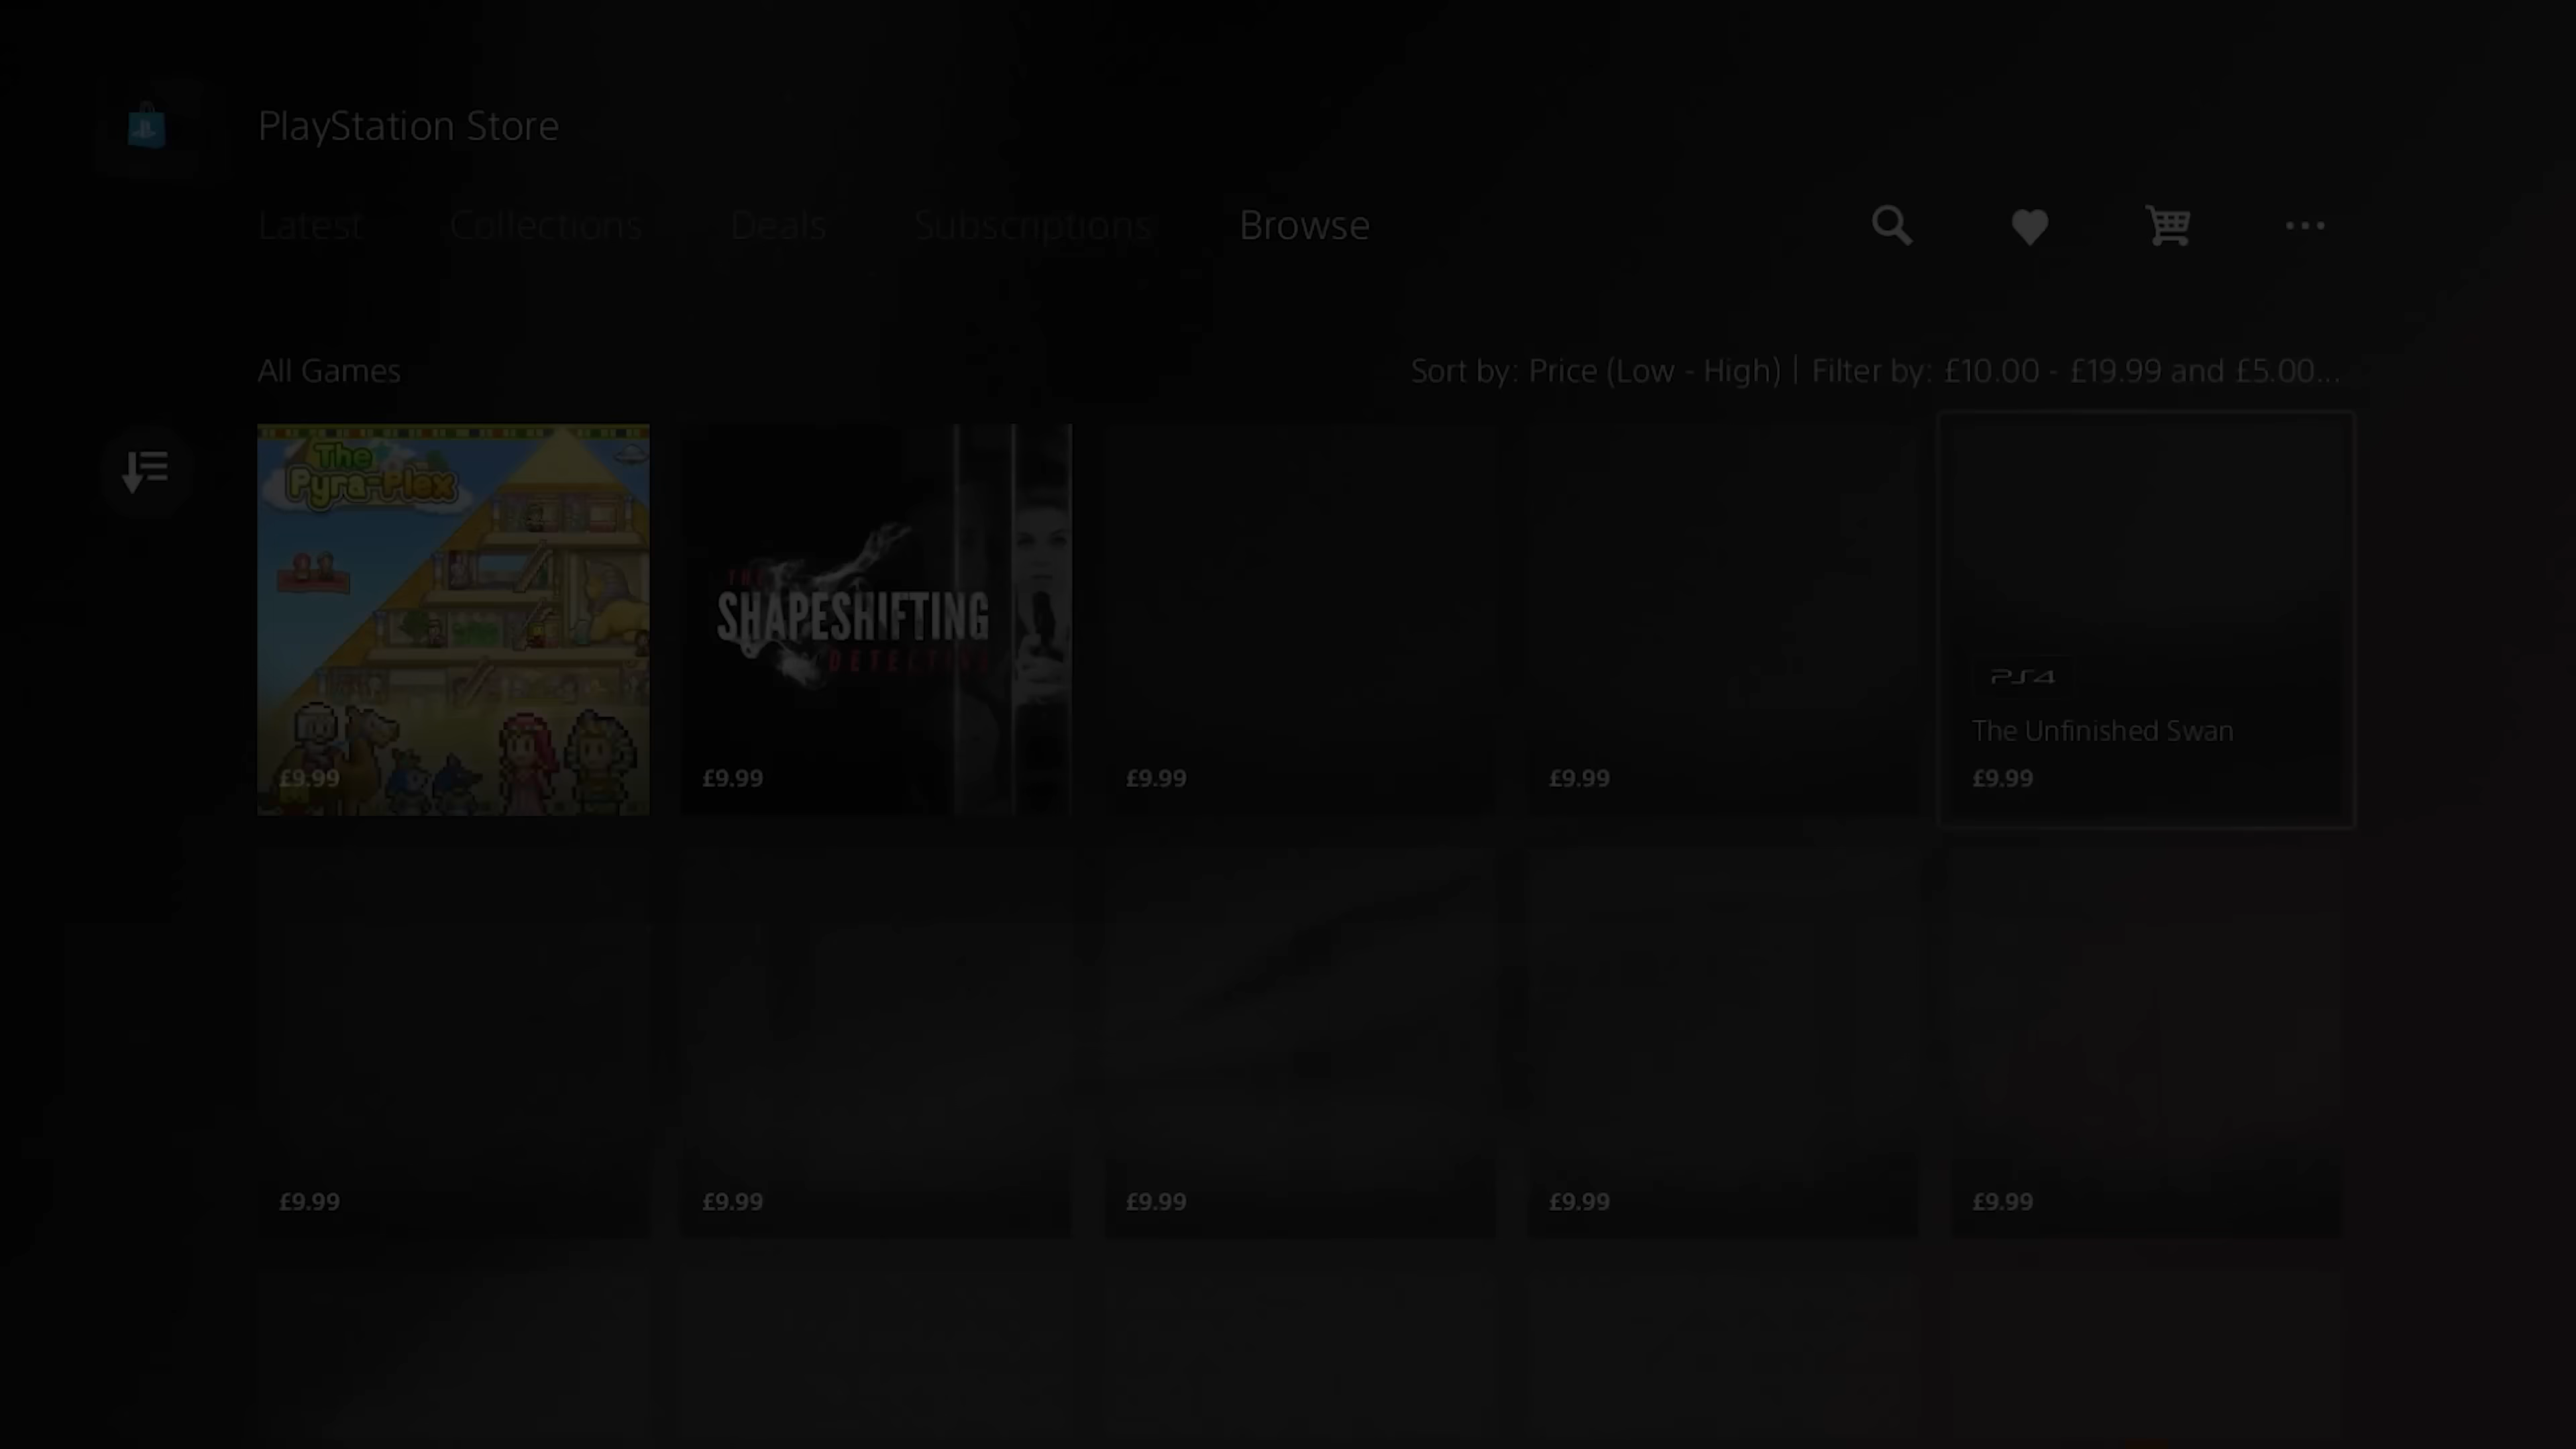 PlayStation Store
Latest Collections Deals Subscriptions Browse
All Games
Sort by: Price (Low - High) | Filter by: £10.00 - £19.99 and £5.00...
The
Pyra-Plex
£9.99
THE
SHAPESHIFTING
DETECTIVE
£9.99
£9.99
£9.99
PS4
The Unfinished Swan
£9.99
£9.99
£9.99
£9.99
£9.99
£9.99